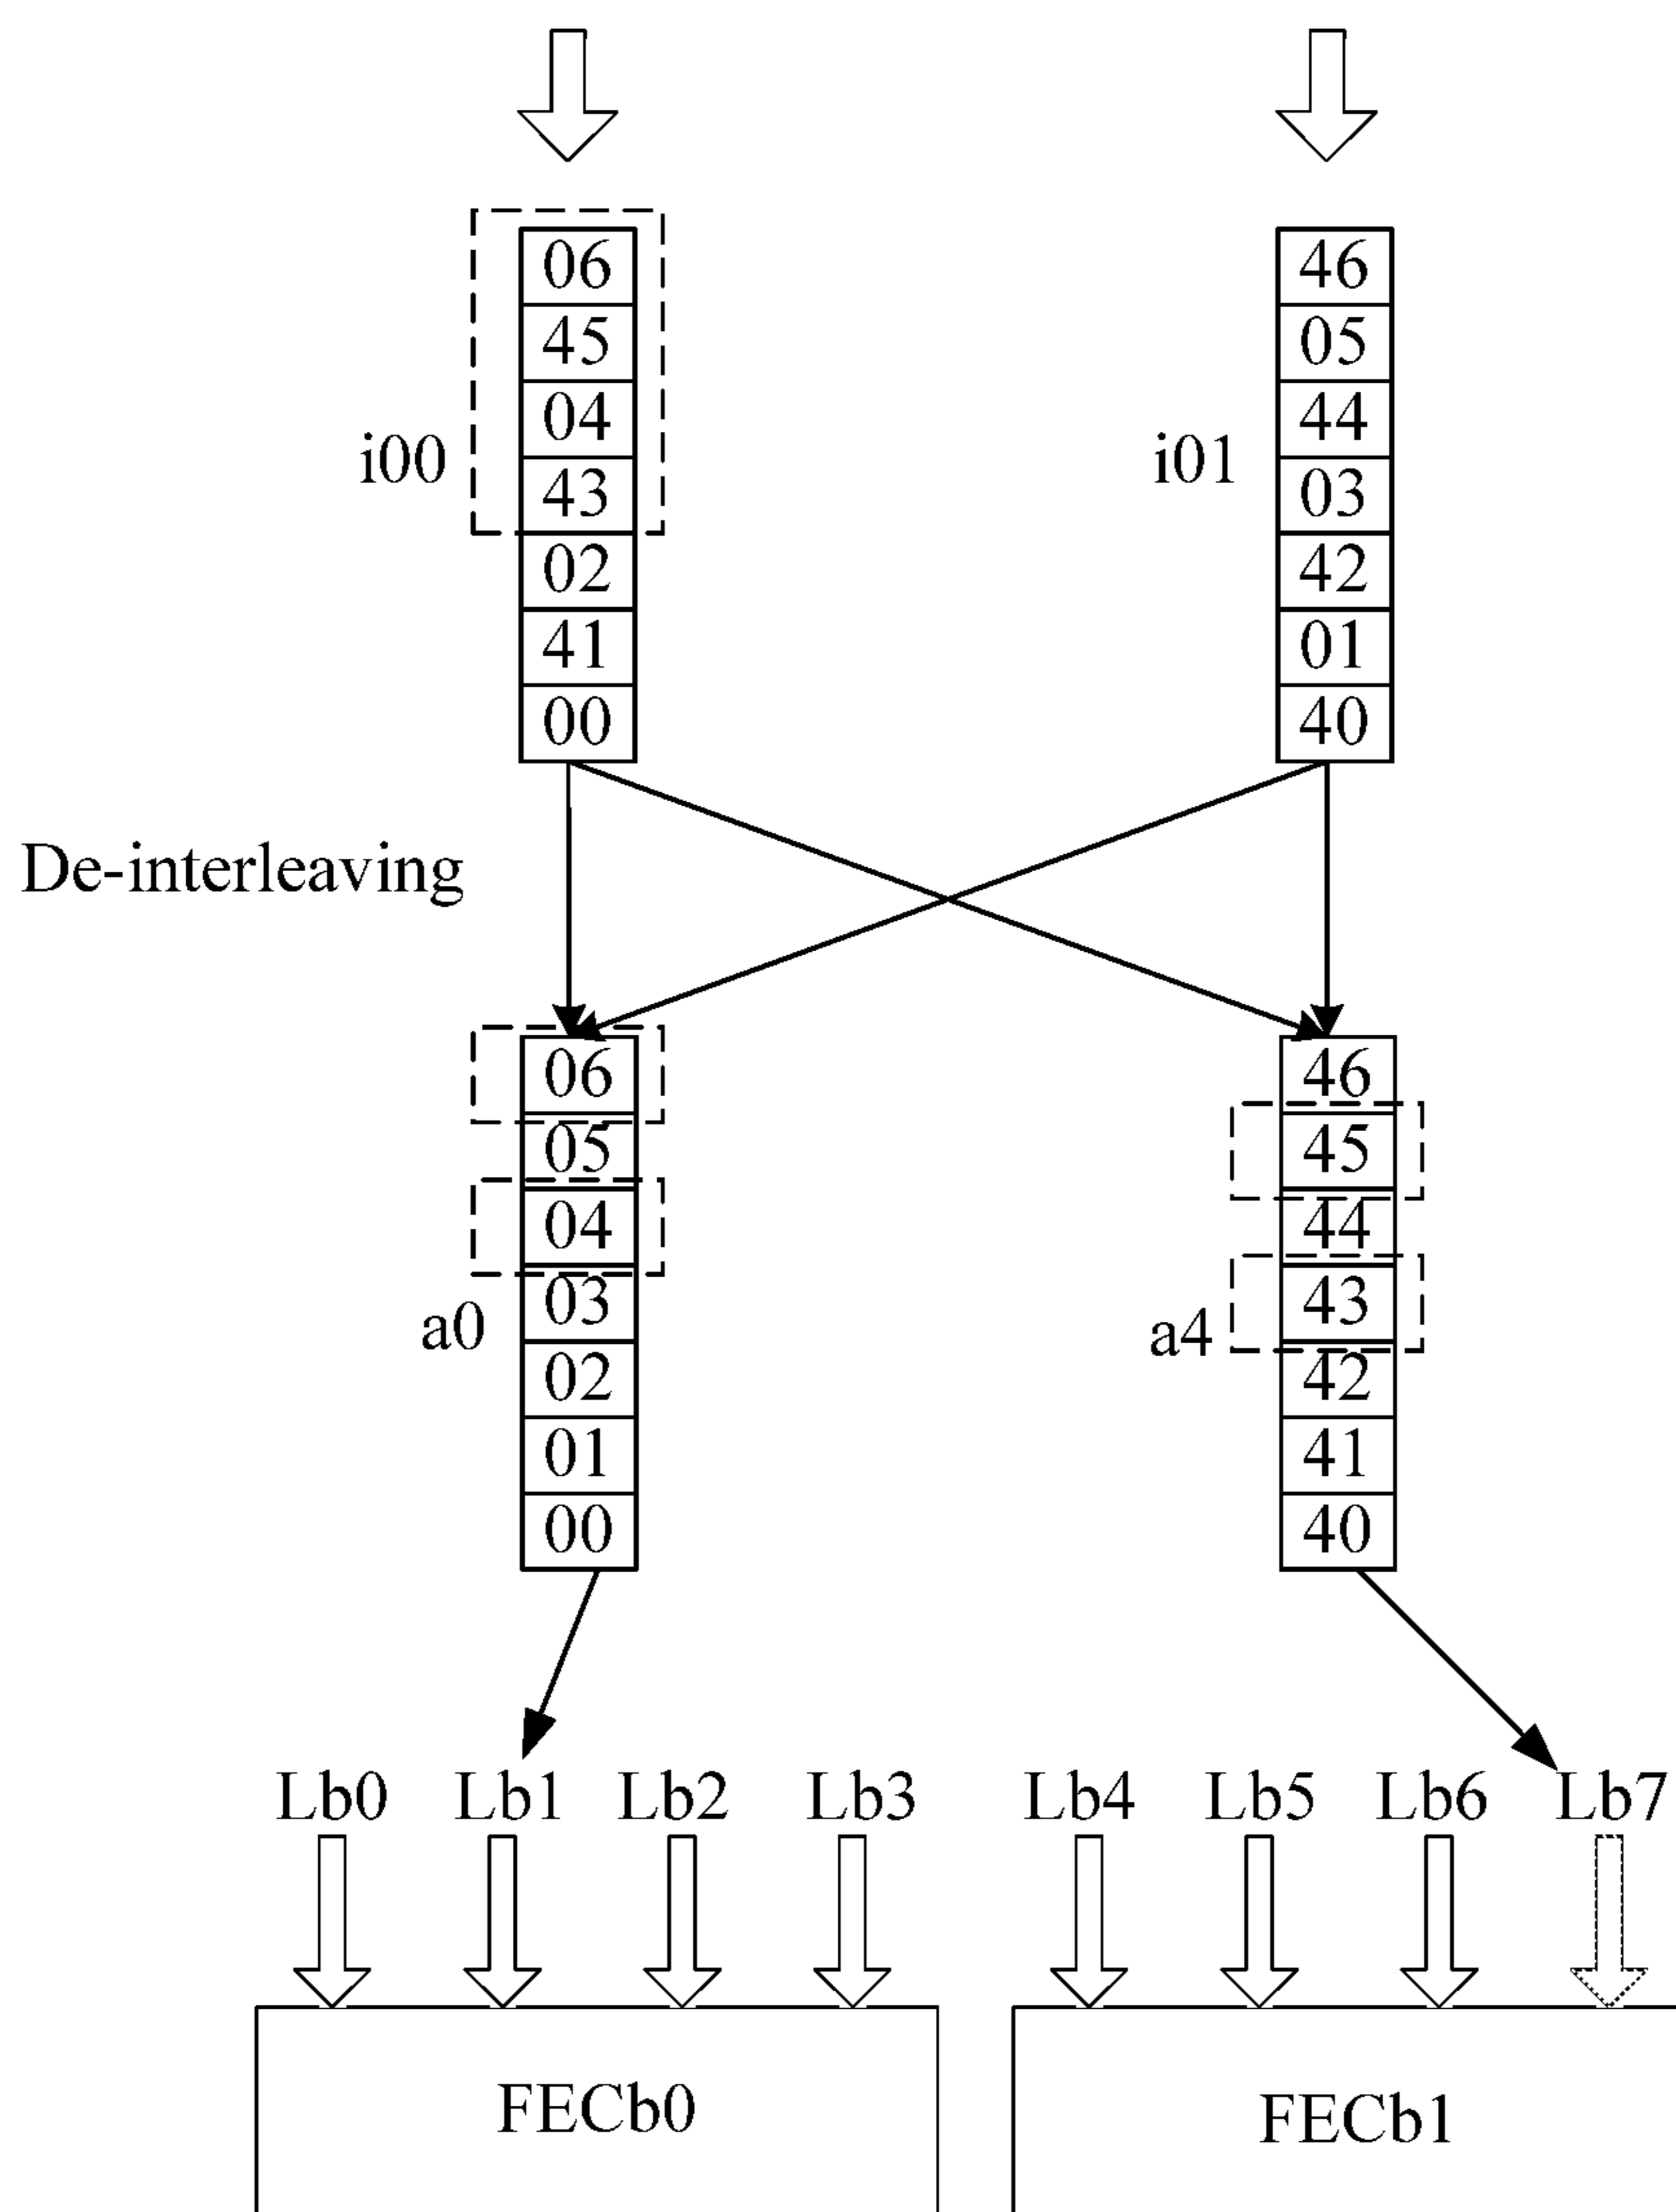 06 46
45 05
04 44
i00 43 i01 03
02 42
41 01
00 40
De-interleaving
06 46
05 45
04 44
a0 03 a4 43
02 42
01 41
00 40
Lb0 Lb1 Lb2 Lb3 Lb4 Lb5 Lb6 Lb7
FECb0 FECb1